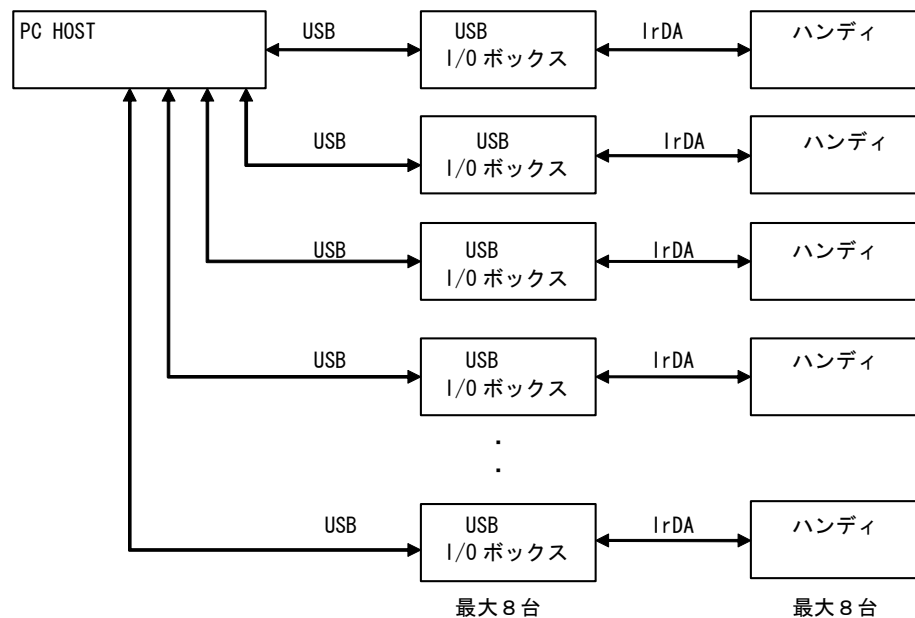 PC HOST
USB
USB
I/O ボックス
IrDA
ハンディ
USB
USB
I/O ボックス
IrDA
ハンディ
USB
USB
I/O ボックス
IrDA
ハンディ
USB
USB
I/O ボックス
IrDA
ハンディ
・
・
USB
USB
I/O ボックス
IrDA
ハンディ
最大８台
最大８台